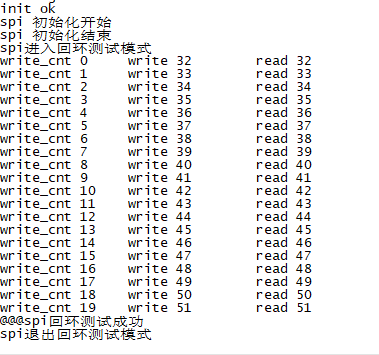 init ok
spi 初始化开始
spi 初始化结束
spi进入回环测试模式
write_cnt 0 write 32 read 32
write_cnt 1 write 33 read 33
write_cnt 2 write 34 read 34
write_cnt 3 write 35 read 35
write_cnt 4 write 36 read 36
write_cnt 5 write 37 read 37
write_cnt 6 write 38 read 38
write_cnt 7 write 39 read 39
write_cnt 8 write 40 read 40
write_cnt 9 write 41 read 41
write_cnt 10 write 42 read 42
write_cnt 11 write 43 read 43
write_cnt 12 write 44 read 44
write_cnt 13 write 45 read 45
write_cnt 14 write 46 read 46
write_cnt 15 write 47 read 47
write_cnt 16 write 48 read 48
write_cnt 17 write 49 read 49
write_cnt 18 write 50 read 50
write_cnt 19 write 51 read 51
@@@spi回环测试成功
spi退出回环测试模式